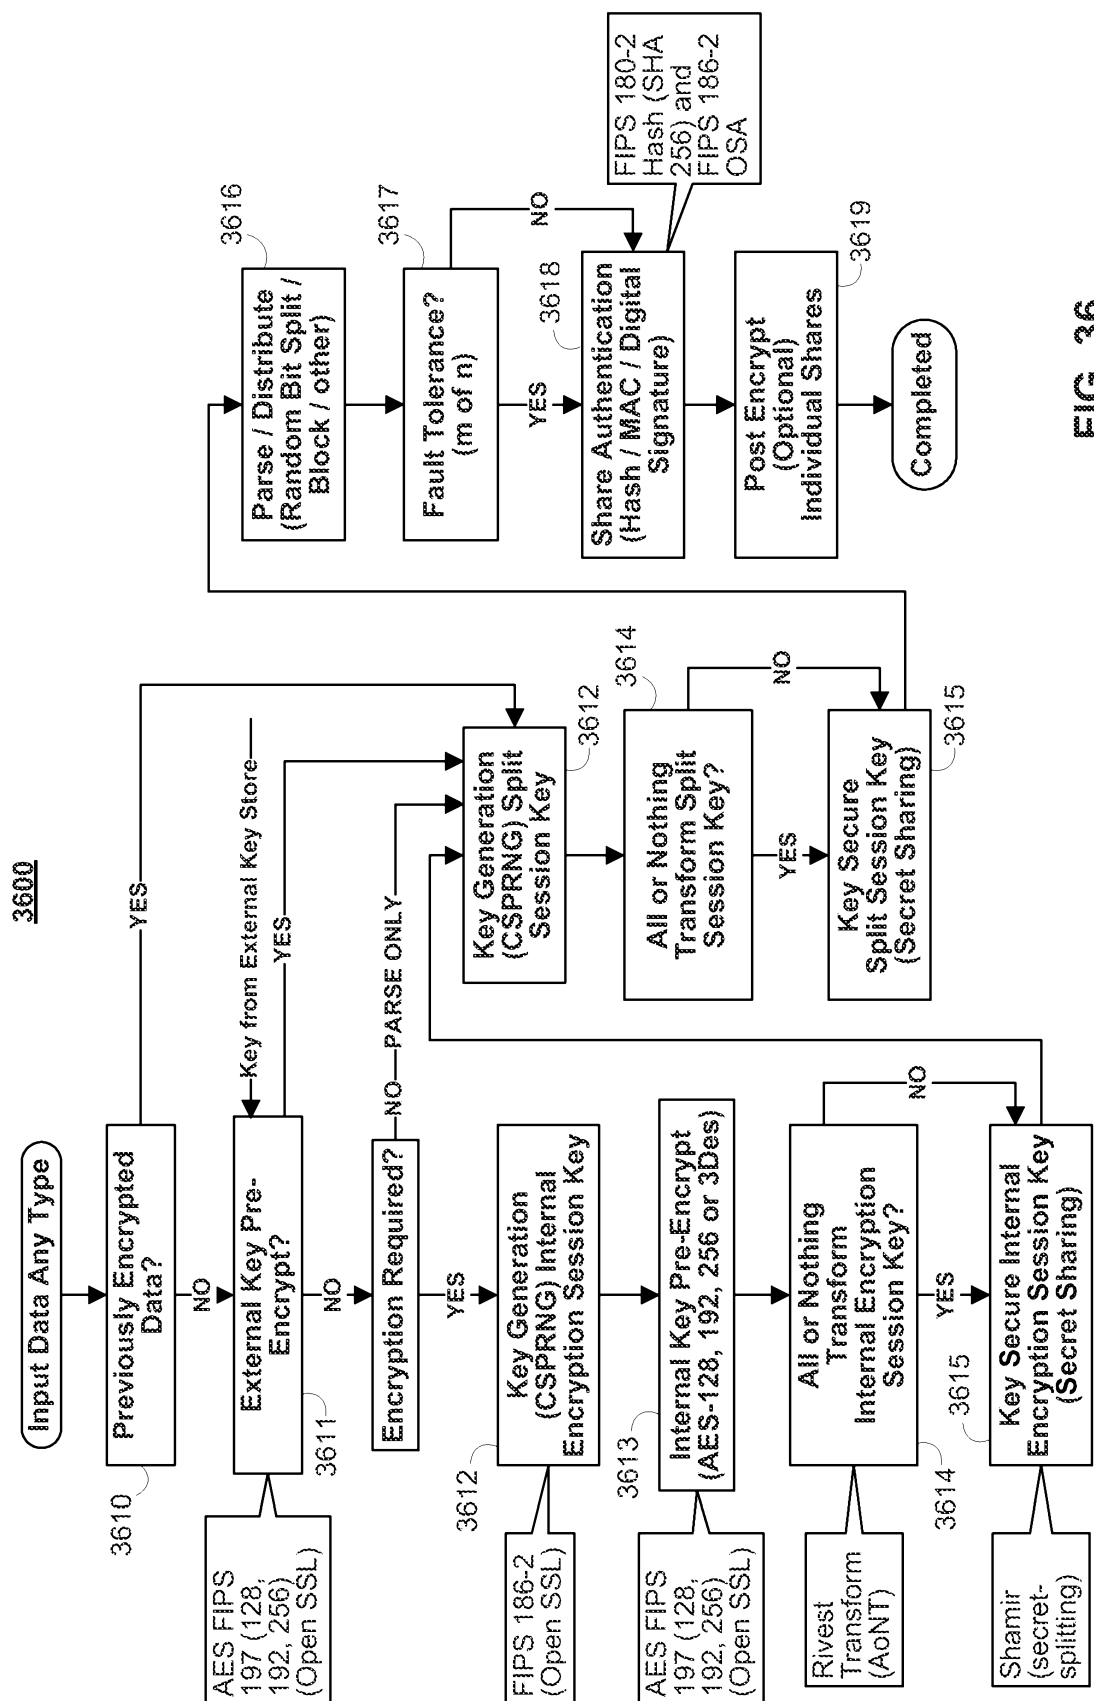 3600
Input Data Any Type
Previously Encrypted
Data?
3610
YES
NO
Key from External Key Store
External Key Pre-
Encrypt?
3611
YES
AES FIPS
197 (128,
192, 256)
(Open SSL)
NO
Encryption Required?
NO
PARSE ONLY
YES
Key Generation
(CSPRNG) Internal
Encryption Session Key
3612
FIPS 186-2
(Open SSL)
Internal Key Pre-Encrypt
(AES-128, 192, 256 or 3Des)
3613
AES FIPS
197 (128,
192, 256)
(Open SSL)
All or Nothing
Transform
Internal Encryption
Session Key?
3614
Rivest
Transform
(AoNT)
NO
YES
Key Secure Internal
Encryption Session Key
(Secret Sharing)
3615
Shamir
(secret-
splitting)
Key Generation
(CSPRNG) Split
Session Key
3612
All or Nothing
Transform Split
Session Key?
3614
NO
YES
Key Secure
Split Session Key
(Secret Sharing)
3615
Parse / Distribute
(Random Bit Split /
Block / other)
3616
Fault Tolerance?
(m of n)
3617
NO
YES
Share Authentication
(Hash / MAC / Digital
Signature)
3618
FIPS 180-2
Hash (SHA
256) and
FIPS 186-2
OSA
Post Encrypt
(Optional)
Individual Shares
3619
Completed
FIG. 36